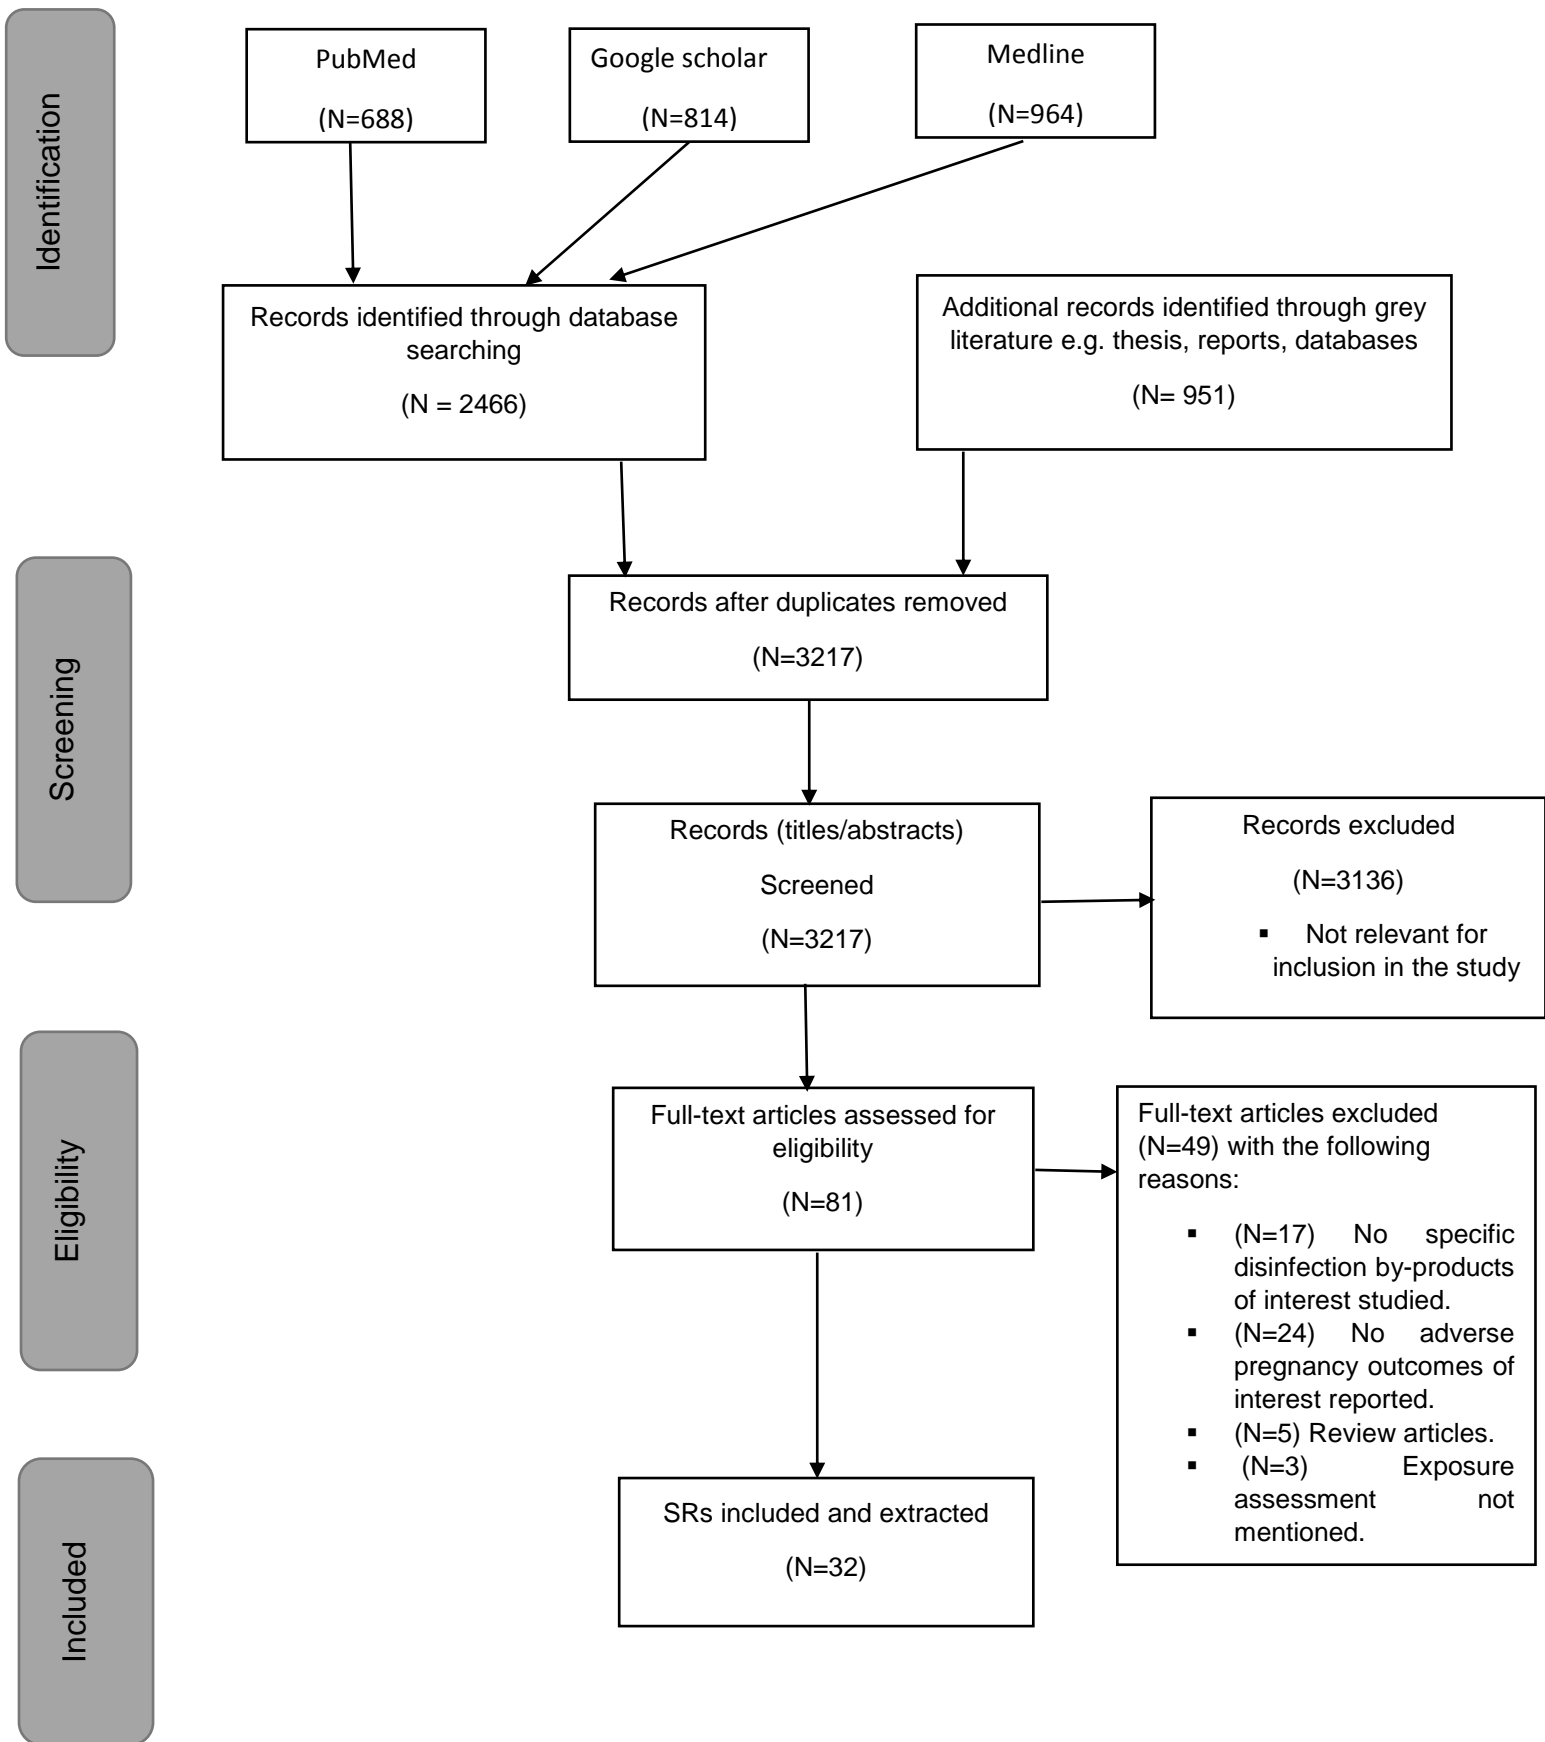 Identification
PubMed
(N=688)
Google scholar
(N=814)
Medline
(N=964)
Records identified through database
searching
(N = 2466)
Additional records identified through grey
literature e.g. thesis, reports, databases
(N= 951)
Screening
Records after duplicates removed
(N=3217)
Records (titles/abstracts)
Screened
(N=3217)
Records excluded
(N=3136)
▪ Not relevant for
inclusion in the study
Eligibility
Full-text articles assessed for
eligibility
(N=81)
Full-text articles excluded
(N=49) with the following
reasons:
▪ (N=17) No specific
disinfection by-products
of interest studied.
▪ (N=24) No adverse
pregnancy outcomes of
interest reported.
▪ (N=5) Review articles.
▪ (N=3) Exposure
assessment not
mentioned.
Included
SRs included and extracted
(N=32)